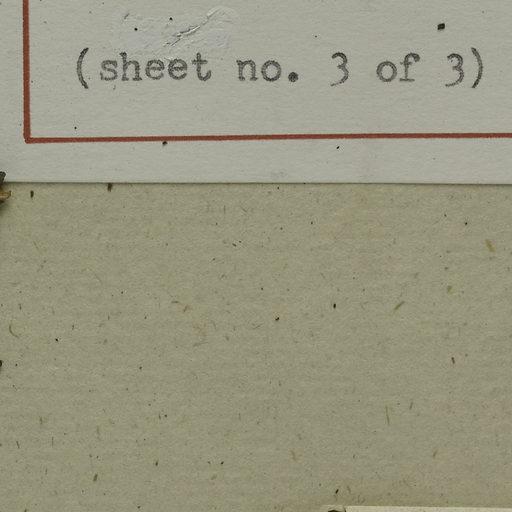 (sheet no. 3 of 3)